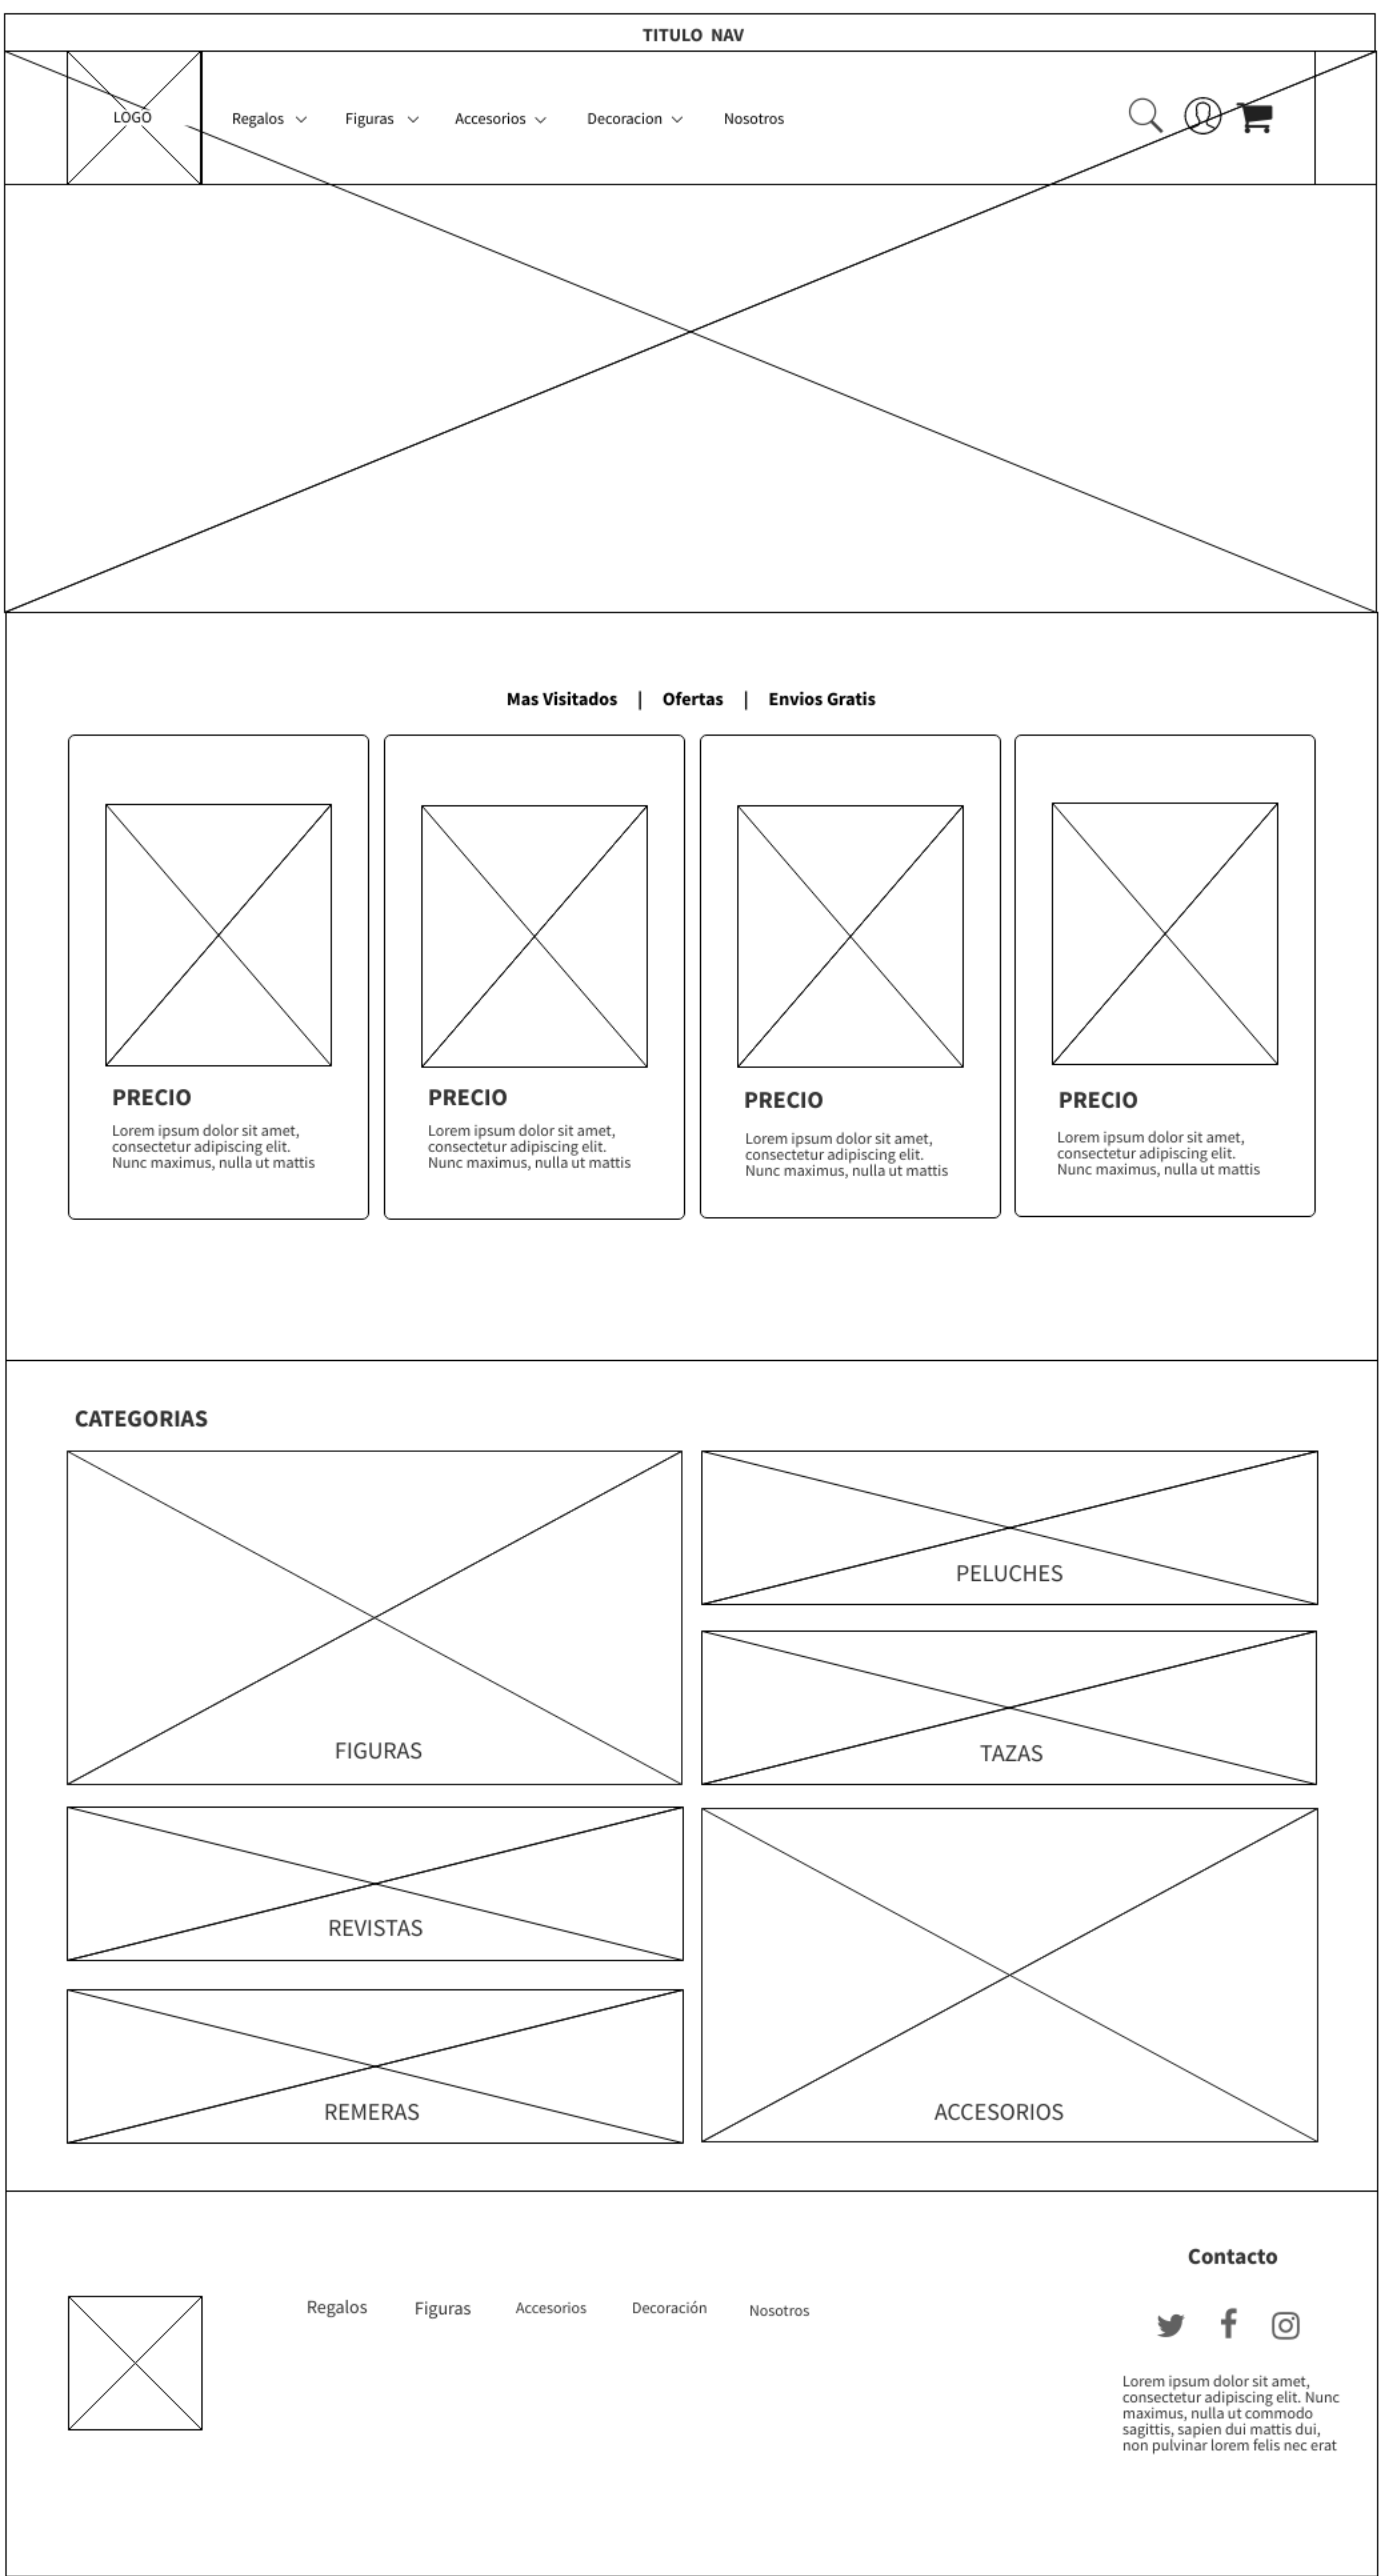 TITULO NAV
LOGO
Regalos
Figuras
Accesorios
Decoracion
Nosotros
Mas Visitados | Ofertas | Envios Gratis
PRECIO
Lorem ipsum dolor sit amet,
consectetur adipiscing elit.
Nunc maximus, nulla ut mattis
PRECIO
Lorem ipsum dolor sit amet,
consectetur adipiscing elit.
Nunc maximus, nulla ut mattis
PRECIO
Lorem ipsum dolor sit amet,
consectetur adipiscing elit.
Nunc maximus, nulla ut mattis
PRECIO
Lorem ipsum dolor sit amet,
consectetur adipiscing elit.
Nunc maximus, nulla ut mattis
CATEGORIAS
FIGURAS
PELUCHES
TAZAS
REVISTAS
REMERAS
ACCESORIOS
Regalos
Figuras
Accesorios
Decoración
Nosotros
Contacto
Lorem ipsum dolor sit amet,
consectetur adipiscing elit. Nunc
maximus, nulla ut commodo
sagittis, sapien dui mattis dui,
non pulvinar lorem felis nec erat